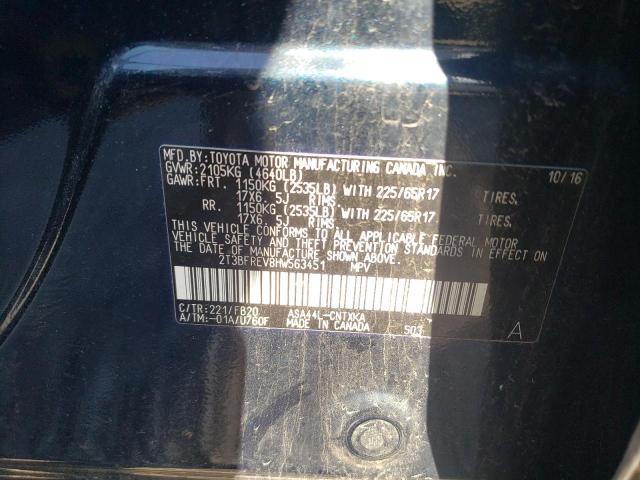 MFD.BY:TOYOTA MOTOR MANUFACTURING CANADA INC. 10/16
GVWR:2105KG (4640LB)
GAWR:FRT. 1150KG (2535LB) WITH 225/65R17 TIRES,
17X6. 5J RIMS
RR. 1150KG (2535LB) WITH 225/65R17 TIRES,
17X6. 5J RIMS
THIS VEHICLE CONFORMS TO ALL APPLICABLE FEDERAL MOTOR
VEHICLE SAFETY AND THEFT PREVENTION STANDARDS IN EFFECT ON
THE DATE OF MANUFACTURE SHOWN ABOVE.
2T3BFREV8HW563451 MPV
C/TR:221/FB20 ASA44L-CNTXKA
A/TM:-01A/U760F MADE IN CANADA 503 A